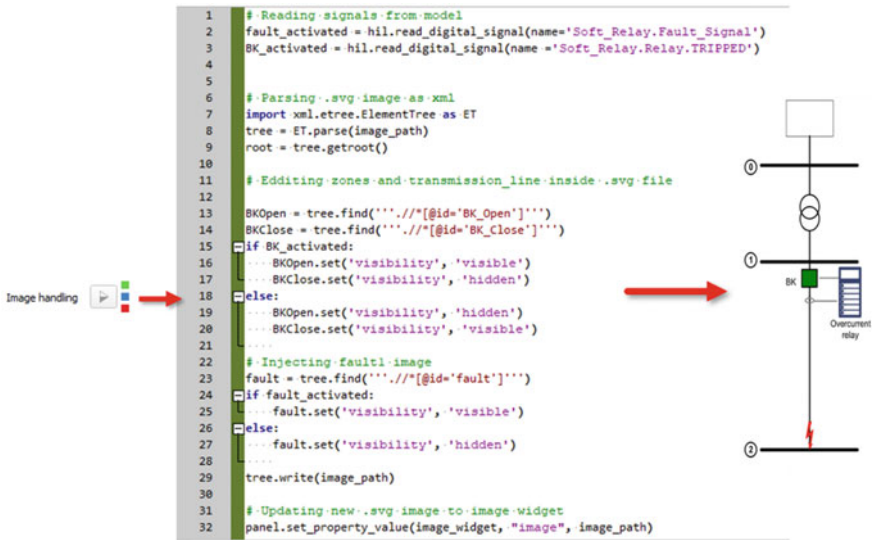 1 # Reading signals from model
2 fault_activated = hil.read_digital_signal(name='Soft_Relay.Fault_Signal')
3 BK_activated = hil.read_digital_signal(name ='Soft_Relay.Relay.TRIPPED')
4
5
6 # Parsing .svg image as xml
7 import xml.etree.ElementTree as ET
8 tree = ET.parse(image_path)
9 root = tree.getroot()
10
11 # Edditing zones and transmission_line inside .svg file
12
13 BKOpen = tree.find('''.//*[@id='BK_Open']''')
14 BKClose = tree.find('''.//*[@id='BK_Close']''')
15 if BK_activated:
16     BKOpen.set('visibility', 'visible')
17     BKClose.set('visibility', 'hidden')
18 else:
19     BKOpen.set('visibility', 'hidden')
20     BKClose.set('visibility', 'visible')
21
22 # Injecting faultl image
23 fault = tree.find('''.//*[@id='fault']''')
24 if fault_activated:
25     fault.set('visibility', 'visible')
26 else:
27     fault.set('visibility', 'hidden')
28
29 tree.write(image_path)
30
31 # Updating new .svg image to image widget
32 panel.set_property_value(image_widget, "image", image_path)
Image handling
0
1
BK
Overcurrent
relay
2